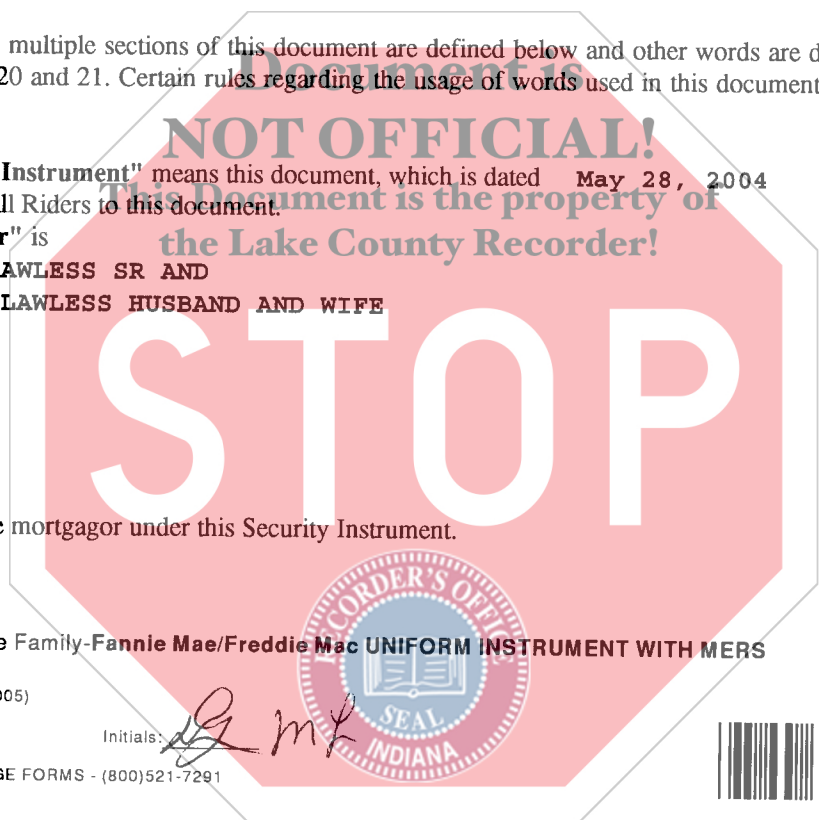 multiple sections of this document are defined below and other words are d
20 and 21. Certain rules regarding the usage of words used in this document
Document is
NOT OFFICIAL!
Instrument" means this document, which is dated May 28, 2004
This Document is the property of
ll Riders to this document.
the Lake County Recorder!
r" is
AWLESS SR AND
LAWLESS HUSBAND AND WIFE
STOP
e mortgagor under this Security Instrument.
RECORDER'S OFFICE
e Family-Fannie Mae/Freddie Mac UNIFORM INSTRUMENT WITH MERS
005)
SEAL
Initials: ML
INDIANA
GE FORMS - (800)521-7291